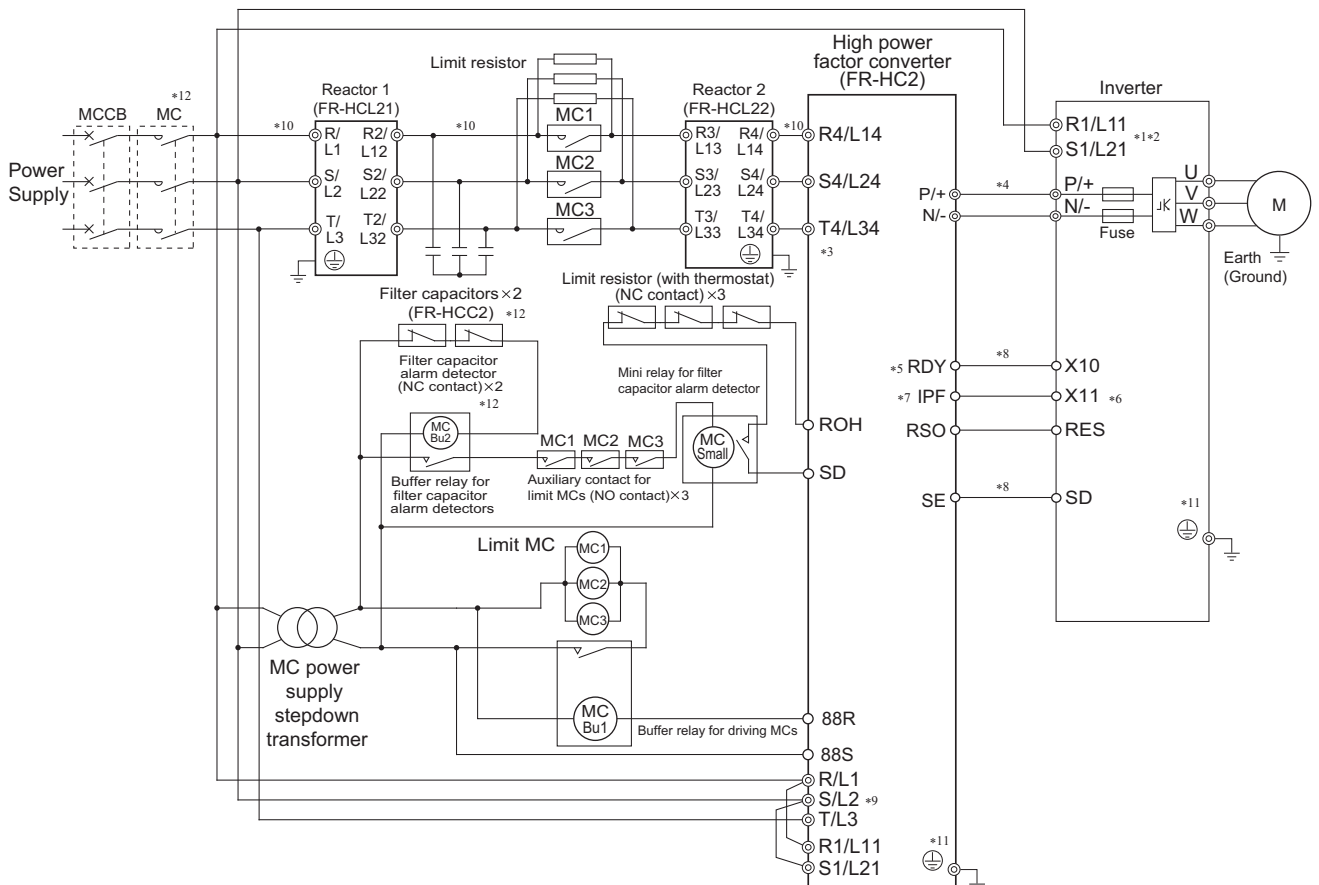 High power
factor converter
(FR-HC2)
Limit resistor
Inverter
Reactor 1
(FR-HCL21)
Reactor 2
(FR-HCL22)
*12
MCCB
MC
MC1
MC2
MC3
Power
Supply
*10
R/
L1
R2/
L12
*10
R3/
L13
R4/
L14
*10
R4/L14
S/
L2
S2/
L22
S3/
L23
S4/
L24
S4/L24
T/
L3
T2/
L32
T3/
L33
T4/
L34
T4/L34
*3
R1/L11
S1/L21
*1*2
P/+
*4
P/+
N/-
N/-
Fuse
U
V
W
M
Earth
(Ground)
Filter capacitors×2
(FR-HCC2)
*12
Limit resistor (with thermostat)
(NC contact)×3
Filter capacitor
alarm detector
(NC contact)×2
Mini relay for filter
capacitor alarm detector
*12
MC
Bu2
MC1
MC2
MC3
MC
Small
Buffer relay for
filter capacitor
alarm detectors
Auxiliary contact for
limit MCs (NO contact)×3
ROH
SD
*5 RDY
*8
X10
*7 IPF
X11 *6
RSO
RES
SE
*8
SD
*11
Limit MC
MC1
MC2
MC3
MC power
supply
stepdown
transformer
MC
Bu1
Buffer relay for driving MCs
88R
88S
R/L1
S/L2 *9
T/L3
R1/L11
S1/L21
*11